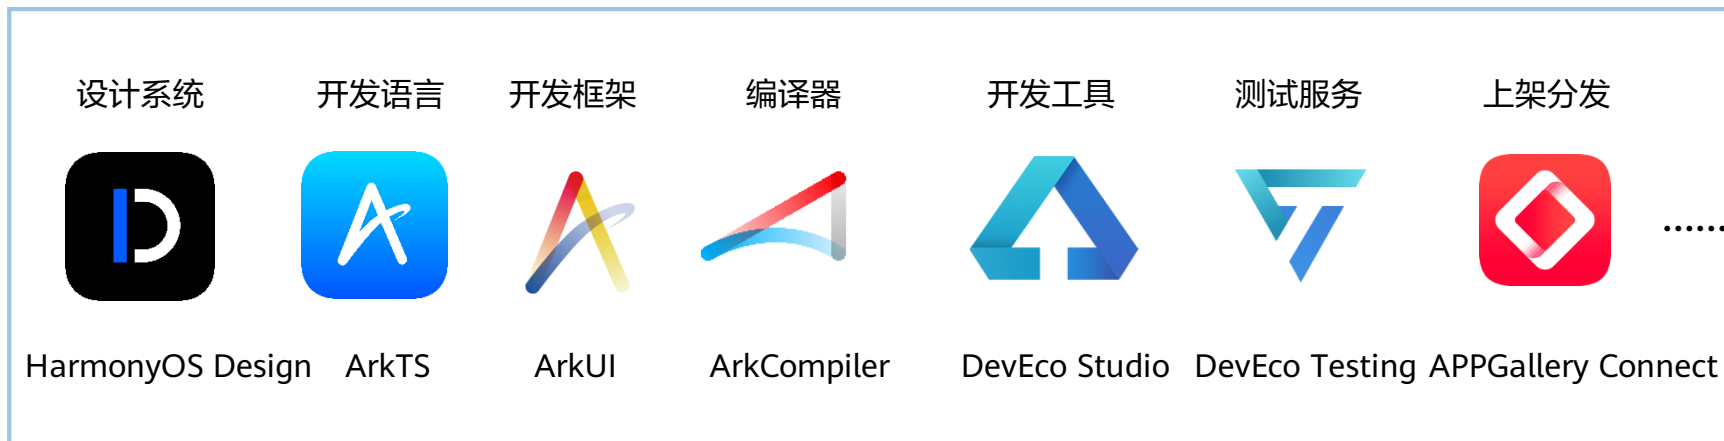 设计系统 开发语言 开发框架 编译器 开发工具 测试服务 上架分发
......
HarmonyOS Design ArkTS ArkUI ArkCompiler DevEco Studio DevEco Testing APPGallery Connect